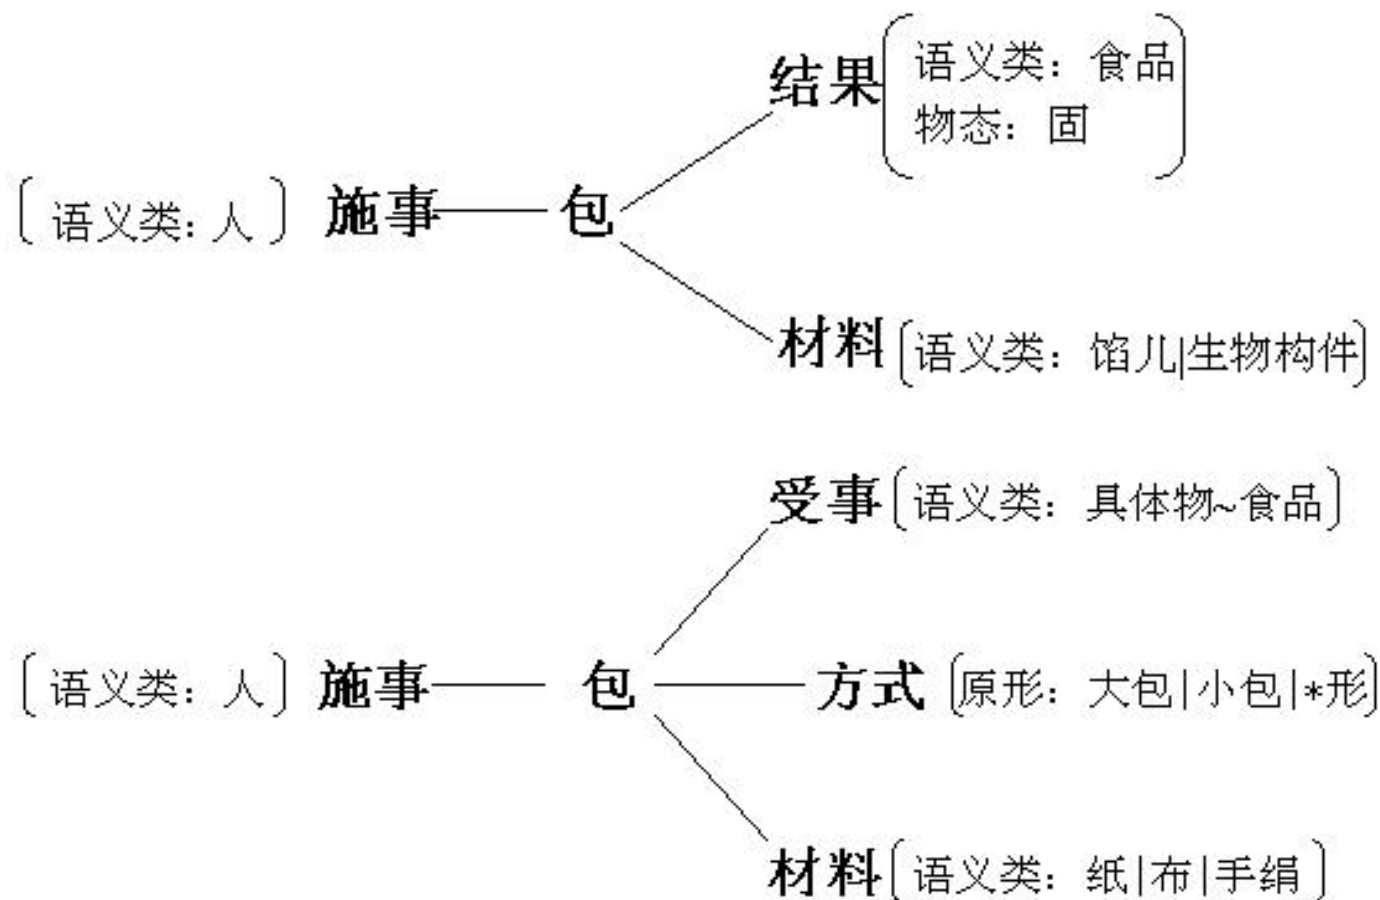 结果
语义类：食品
物态：固
语义类：人 施事 包
材料 语义类：馅儿|生物构件
受事 语义类：具体物~食品
语义类：人 施事 包 方式 原形：大包|小包|*形
材料 语义类：纸|布|手绢